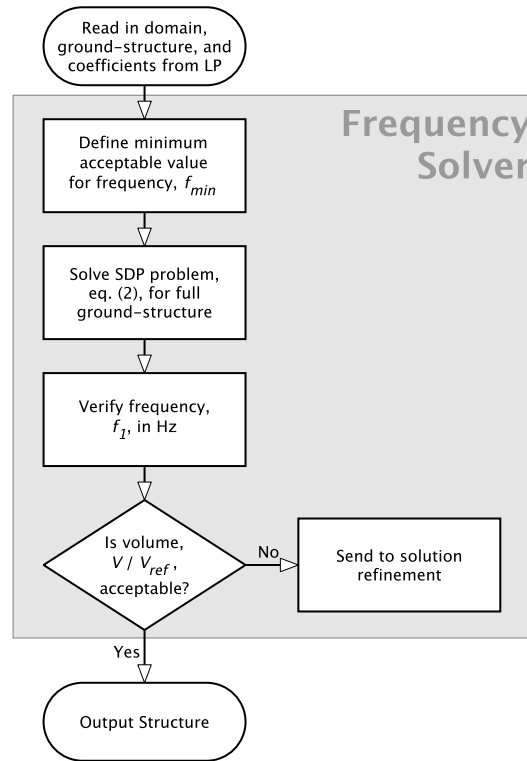 Read in domain,
ground-structure, and
coefficients from LP
Frequency
Solver
Define minimum
acceptable value
for frequency, fmin
Solve SDP problem,
eq. (2), for full
ground-structure
Verify frequency,
f1, in Hz
Is volume,
V / Vref,
acceptable?
No
Send to solution
refinement
Yes
Output Structure